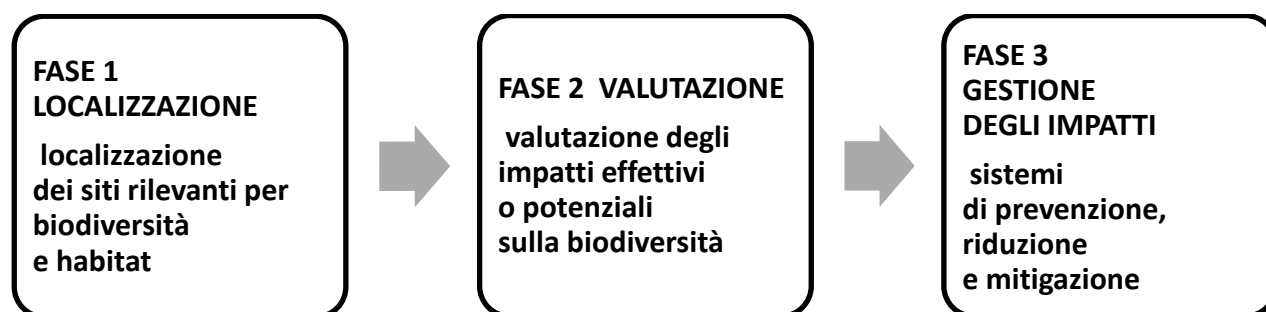 FASE 1
LOCALIZZAZIONE
localizzazione
dei siti rilevanti per
biodiversità
e habitat
FASE 2  VALUTAZIONE
valutazione degli
impatti effettivi
o potenziali
sulla biodiversità
FASE 3
GESTIONE
DEGLI IMPATTI
sistemi
di prevenzione,
riduzione
e mitigazione